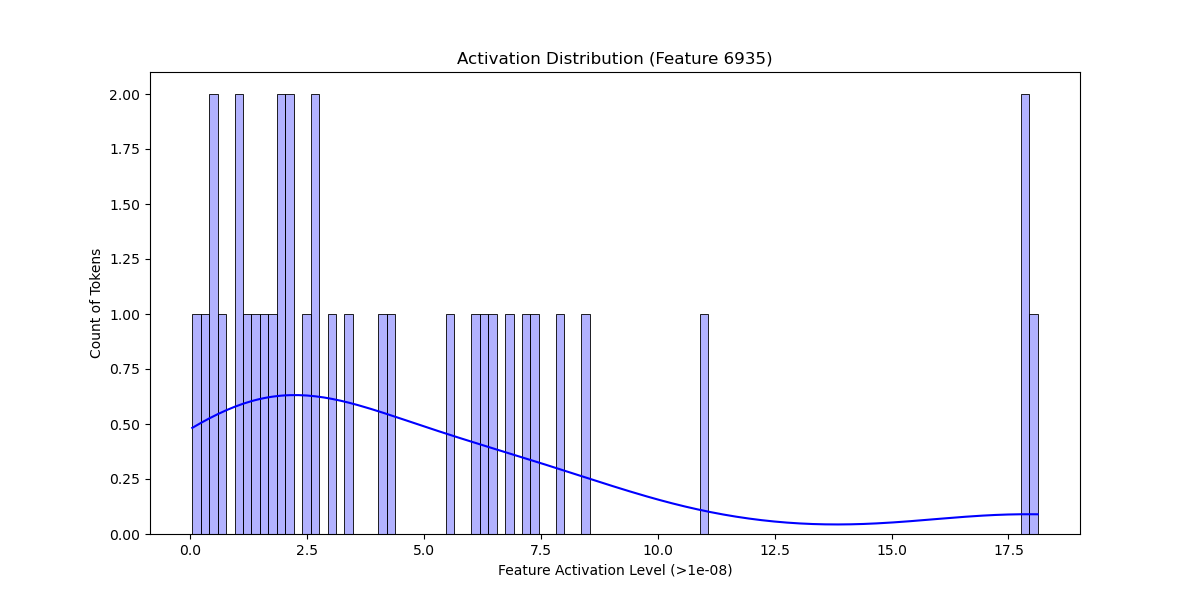 Activation Distribution (Feature 6935)
2.00
1.75
1.50
1.25
1.00
0.75
0.50
0.25
0.00
Count of Tokens
0.0 2.5 5.0 7.5 10.0 12.5 15.0 17.5
Feature Activation Level (>1e-08)